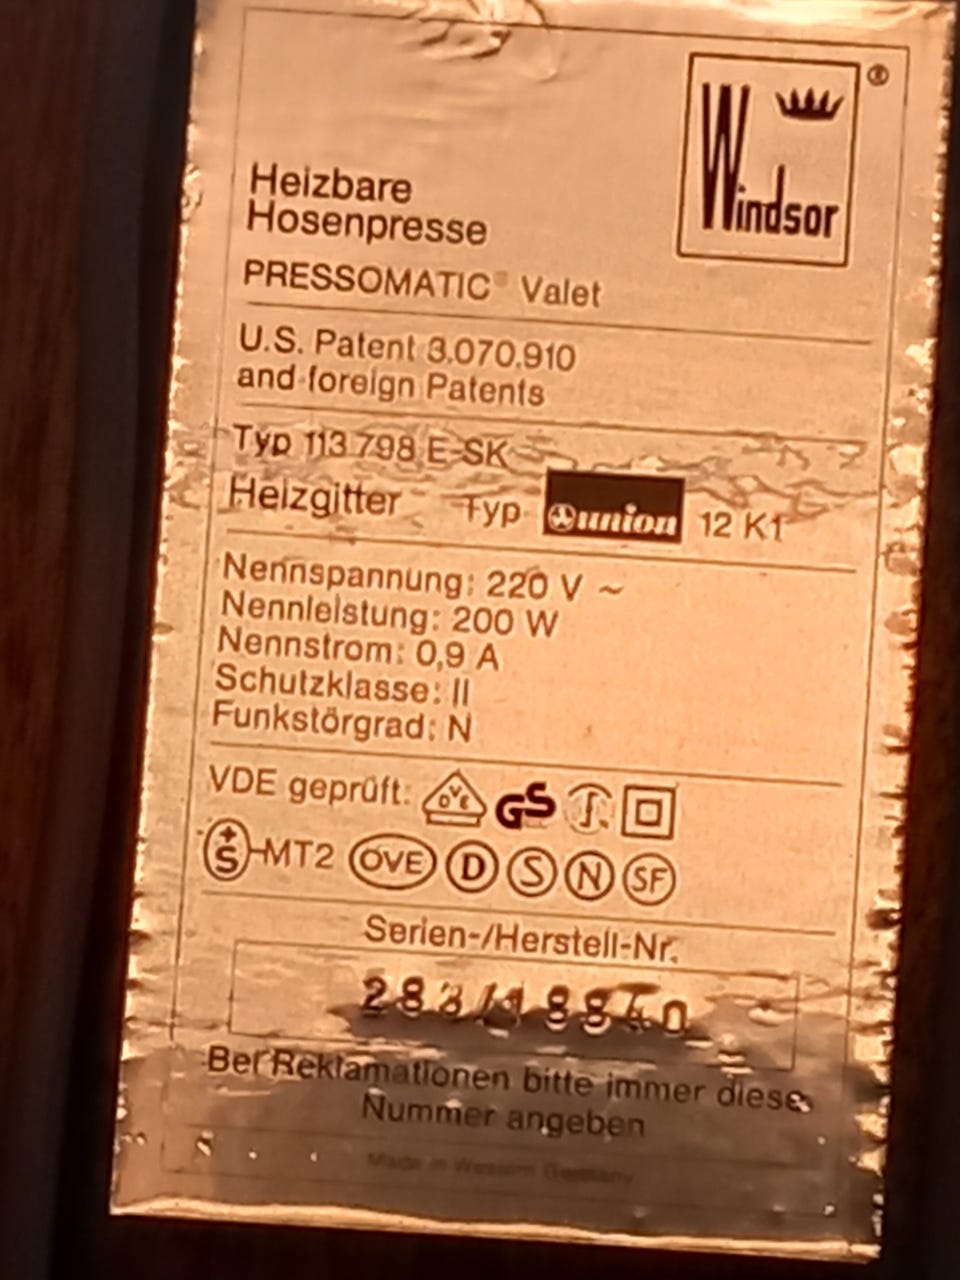 Windsor ®
Heizbare
Hosenpresse
PRESSOMATIC® Valet
U.S. Patent 3.070.910
and foreign Patents
Typ 113 798 E-SK
Heizgitter Typ union 12 K1
Nennspannung: 220 V ~
Nennleistung: 200 W
Nennstrom: 0,9 A
Schutzklasse: II
Funkstörgrad: N
VDE geprüft: OVE GS
+S-MT2 OVE D S N SF
Serien-/Herstell-Nr.
Bei Reklamationen bitte immer diese
Nummer angeben
Made in Western Germany